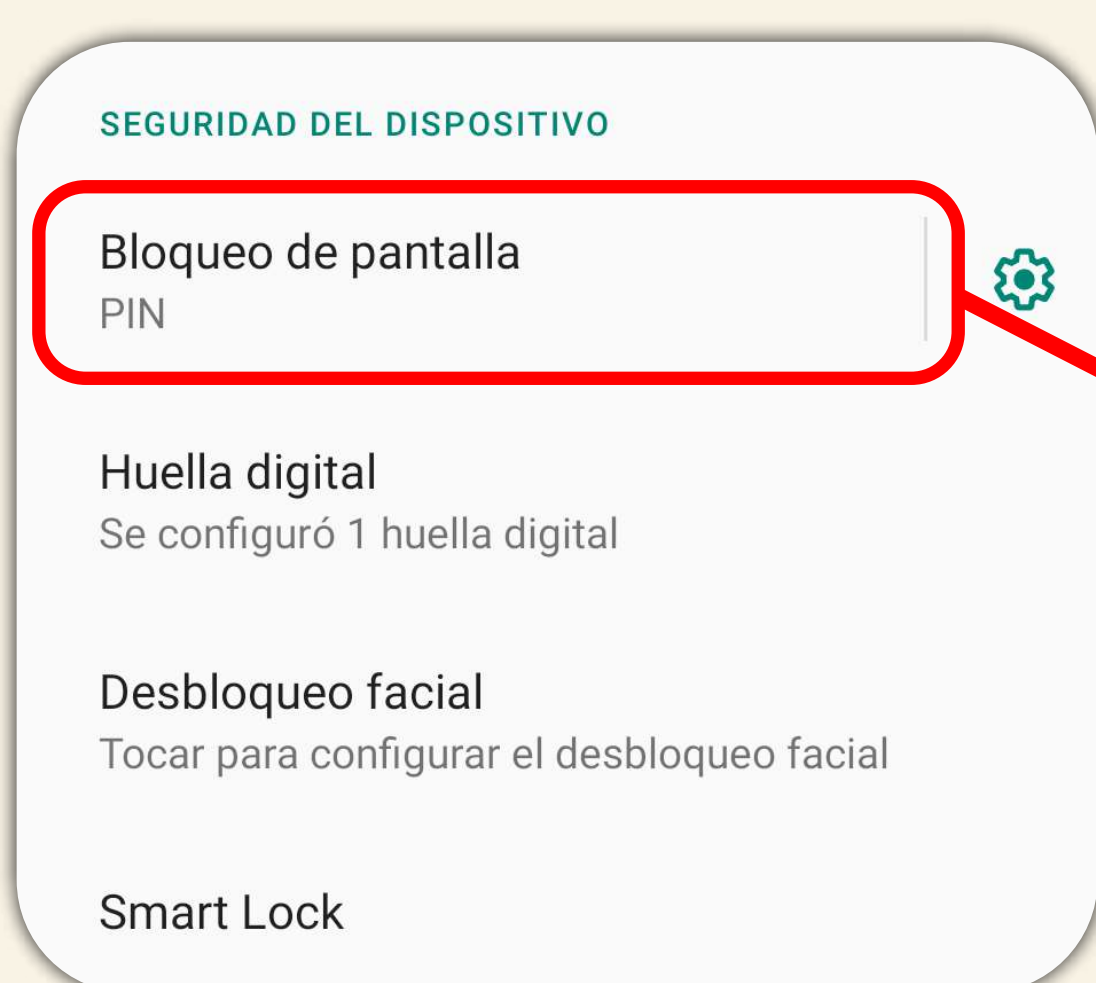 SEGURIDAD DEL DISPOSITIVO
Bloqueo de pantalla
PIN
Huella digital
Se configuró 1 huella digital
Desbloqueo facial
Tocar para configurar el desbloqueo facial
Smart Lock